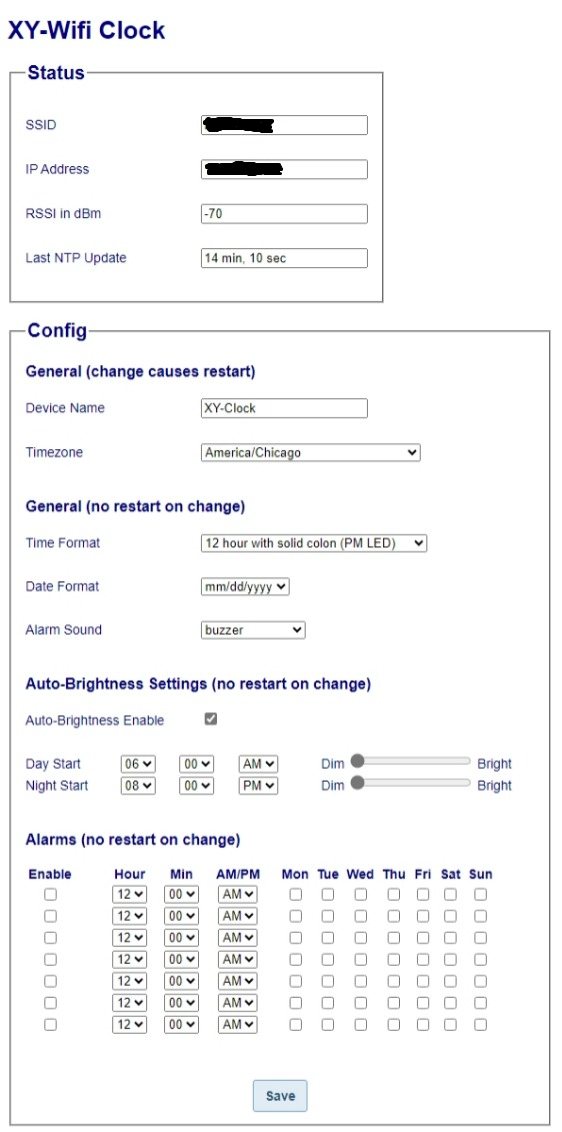 XY-Wifi Clock
Status
SSID
IP Address
RSSI in dBm -70
Last NTP Update 14 min, 10 sec
Config
General (change causes restart)
Device Name XY-Clock
Timezone America/Chicago
General (no restart on change)
Time Format 12 hour with solid colon (PM LED)
Date Format mm/dd/yyyy
Alarm Sound buzzer
Auto-Brightness Settings (no restart on change)
Auto-Brightness Enable
Day Start 06 00 AM Dim Bright
Night Start 08 00 PM Dim Bright
Alarms (no restart on change)
Enable Hour Min AM/PM Mon Tue Wed Thu Fri Sat Sun
12 00 AM
12 00 AM
12 00 AM
12 00 AM
12 00 AM
12 00 AM
12 00 AM
Save